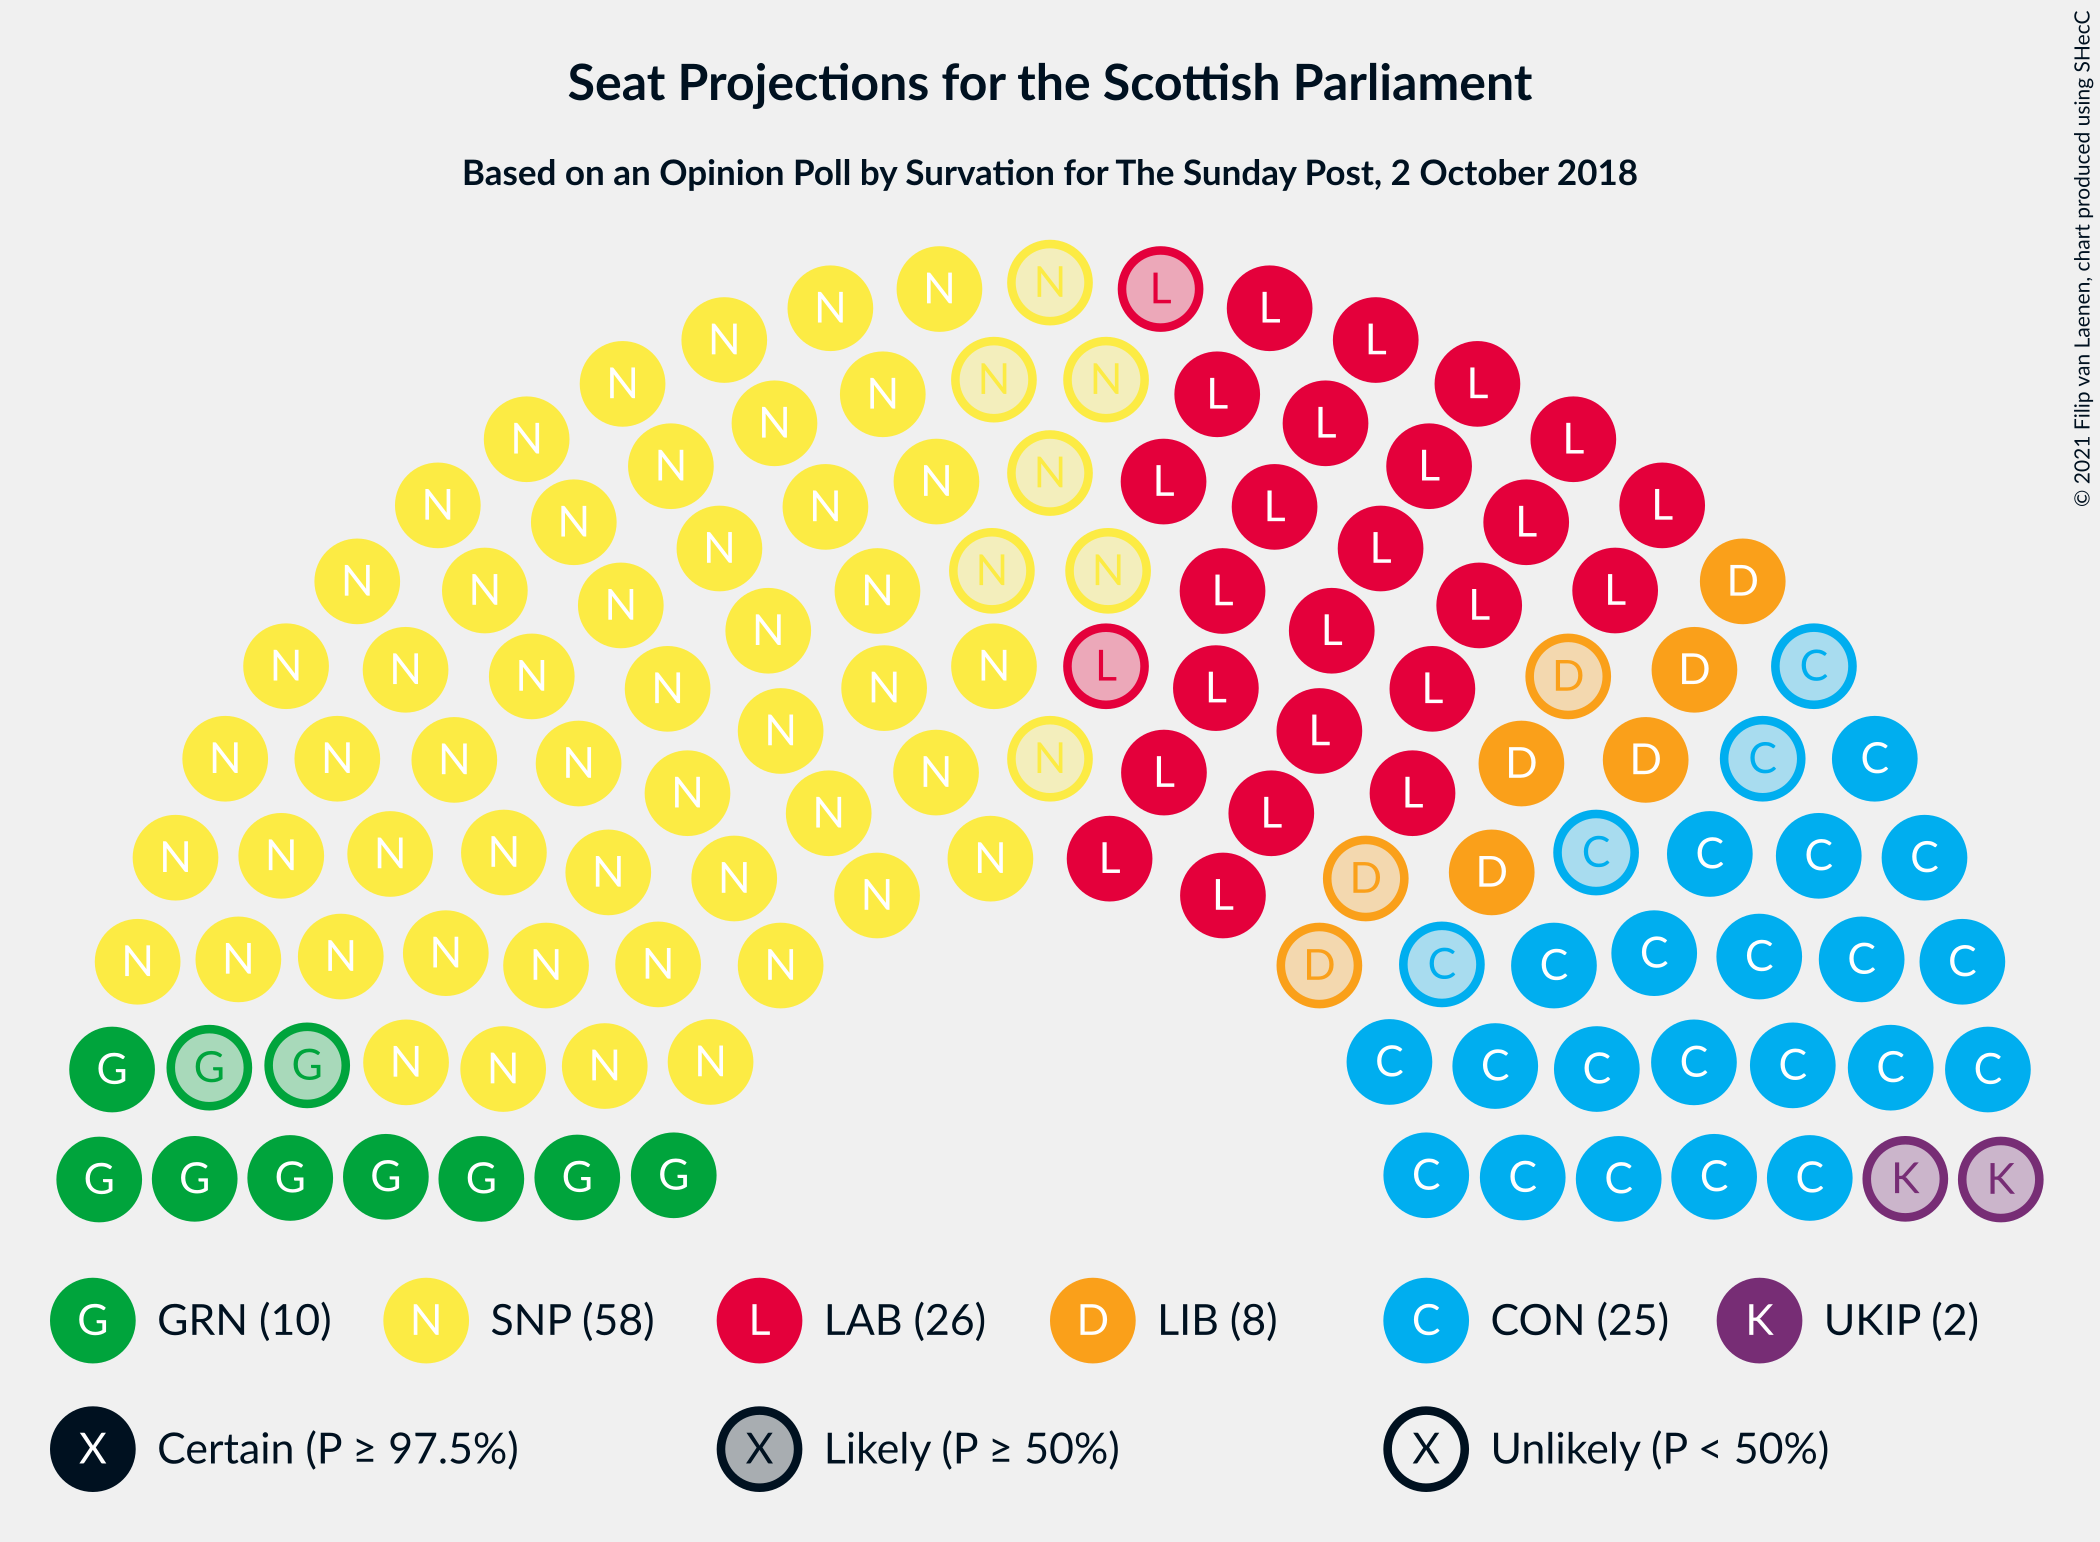 Seat Projections for the Scottish Parliament
Based on an Opinion Poll by Survation for The Sunday Post, 2 October 2018
© 2021 Filip van Laenen, chart produced using SHecC
N N L
N L
N L
N N N L
N L
N L
N L
N N L
N L
N N L L
N L
N L
N N N D
N N L L
N L
N L
N N N N L D D C
N N L L
N L
N N N N N D D C C
N L
N L
N L
N N N N N L C C C C
N N D D
N L
N N N N N N N D C C C C C C
G G G N N N N C C C C C C C
G G G G G G G C C C C C K K
G GRN (10) N SNP (58) L LAB (26) D LIB (8) C CON (25) K UKIP (2)
X Certain (P ≥ 97.5%) X Likely (P ≥ 50%) X Unlikely (P < 50%)